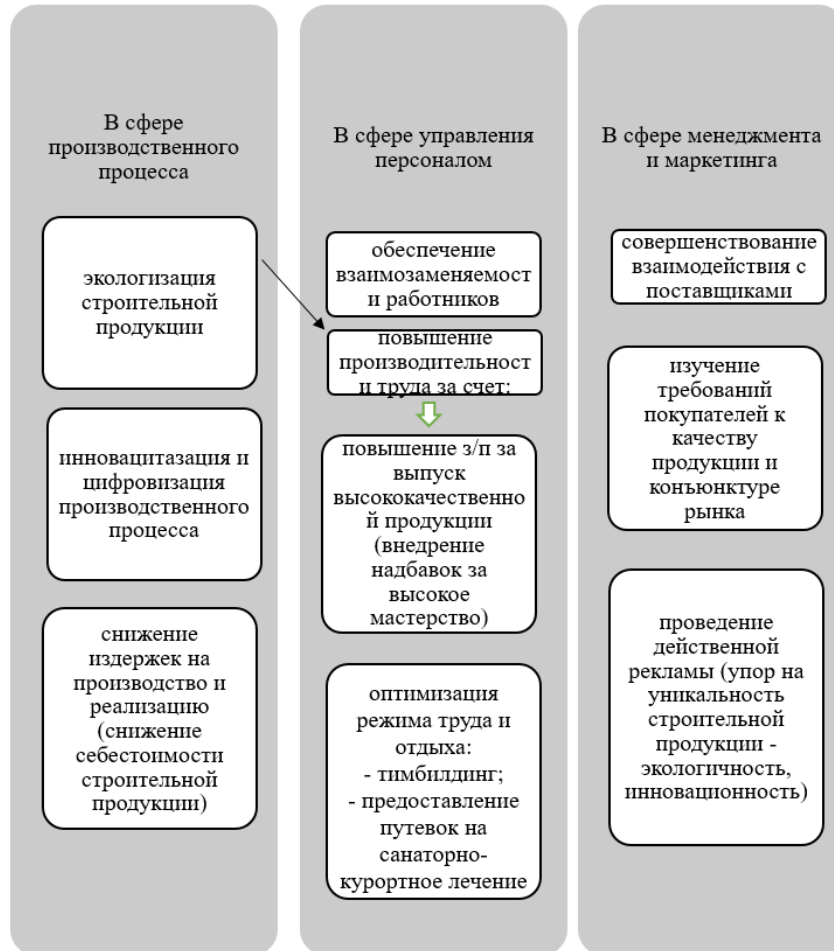 В сфере
производственного
процесса
экологизация
строительной
продукции
инновацитазация и
цифровизация
производственного
процесса
снижение
издержек на
производство и
реализацию
(снижение
себестоимости
строительной
продукции)
В сфере управления
персоналом
обеспечение
взаимозаменяемост
и работников
повышение
производительност
и труда за счет:
повышение з/п за
выпуск
высококачественно
й продукции
(внедрение
надбавок за
высокое
мастерство)
оптимизация
режима труда и
отдыха:
- тимбилдинг;
- предоставление
путевок на
санаторно-
курортное лечение
В сфере менеджмента
и маркетинга
совершенствование
взаимодействия с
поставщиками
изучение
требований
покупателей к
качеству
продукции и
конъюнктуре
рынка
проведение
действенной
рекламы (упор на
уникальность
строительной
продукции -
экологичность,
инновационность)